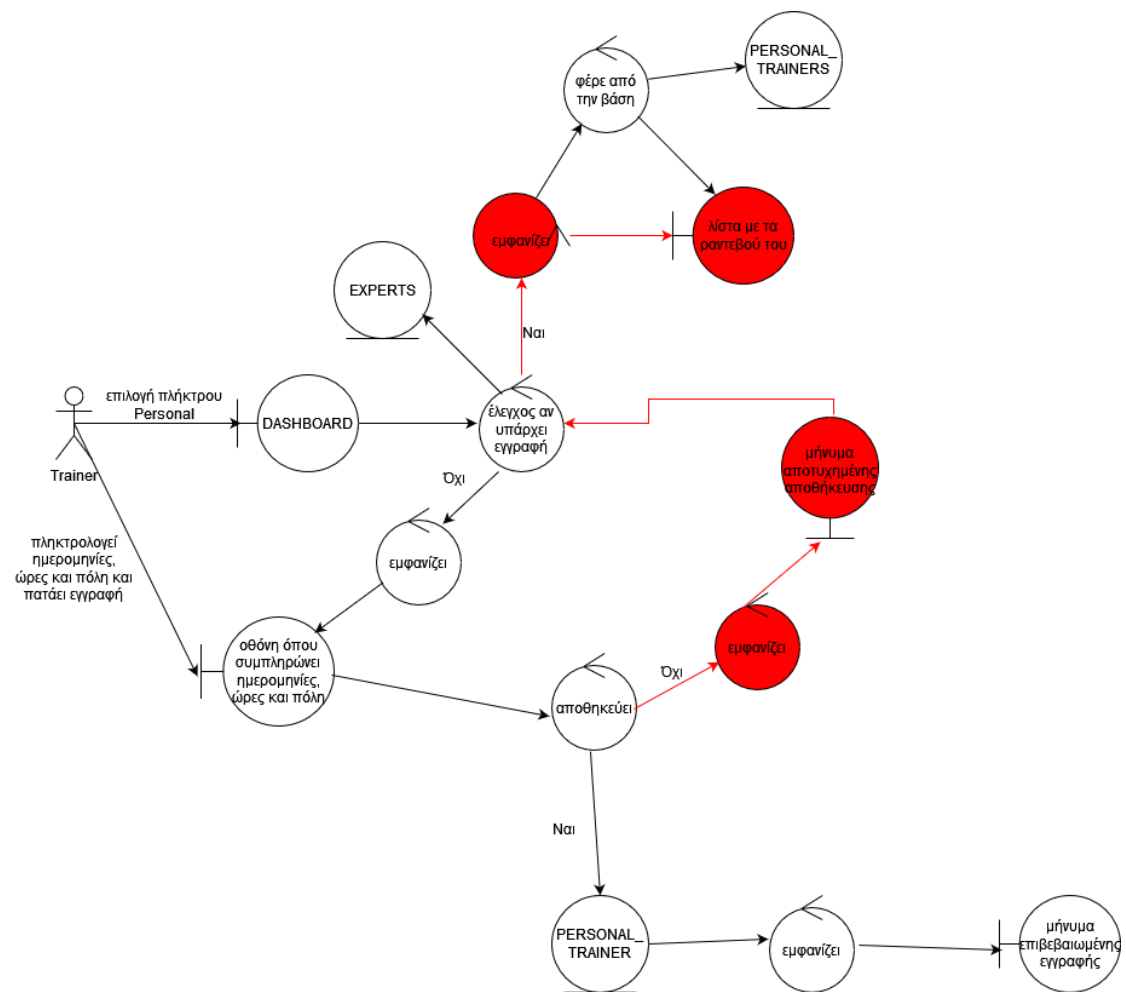 φέρε από
την βάση
PERSONAL_
TRAINERS
εμφανίζει
λίστα με τα
ραντεβού του
EXPERTS
Ναι
επιλογή πλήκτρου
Personal
DASHBOARD
έλεγχος αν
υπάρχει
εγγραφή
Trainer
Όχι
μήνυμα
αποτυχημένης
αποθήκευσης
πληκτρολογεί
ημερομηνίες,
ώρες και πόλη και
πατάει εγγραφή
εμφανίζει
οθόνη όπου
συμπληρώνει
ημερομηνίες,
ώρες και πόλη
εμφανίζει
Όχι
αποθηκεύει
Ναι
PERSONAL_
TRAINER
εμφανίζει
μήνυμα
επιβεβαιωμένης
εγγραφής